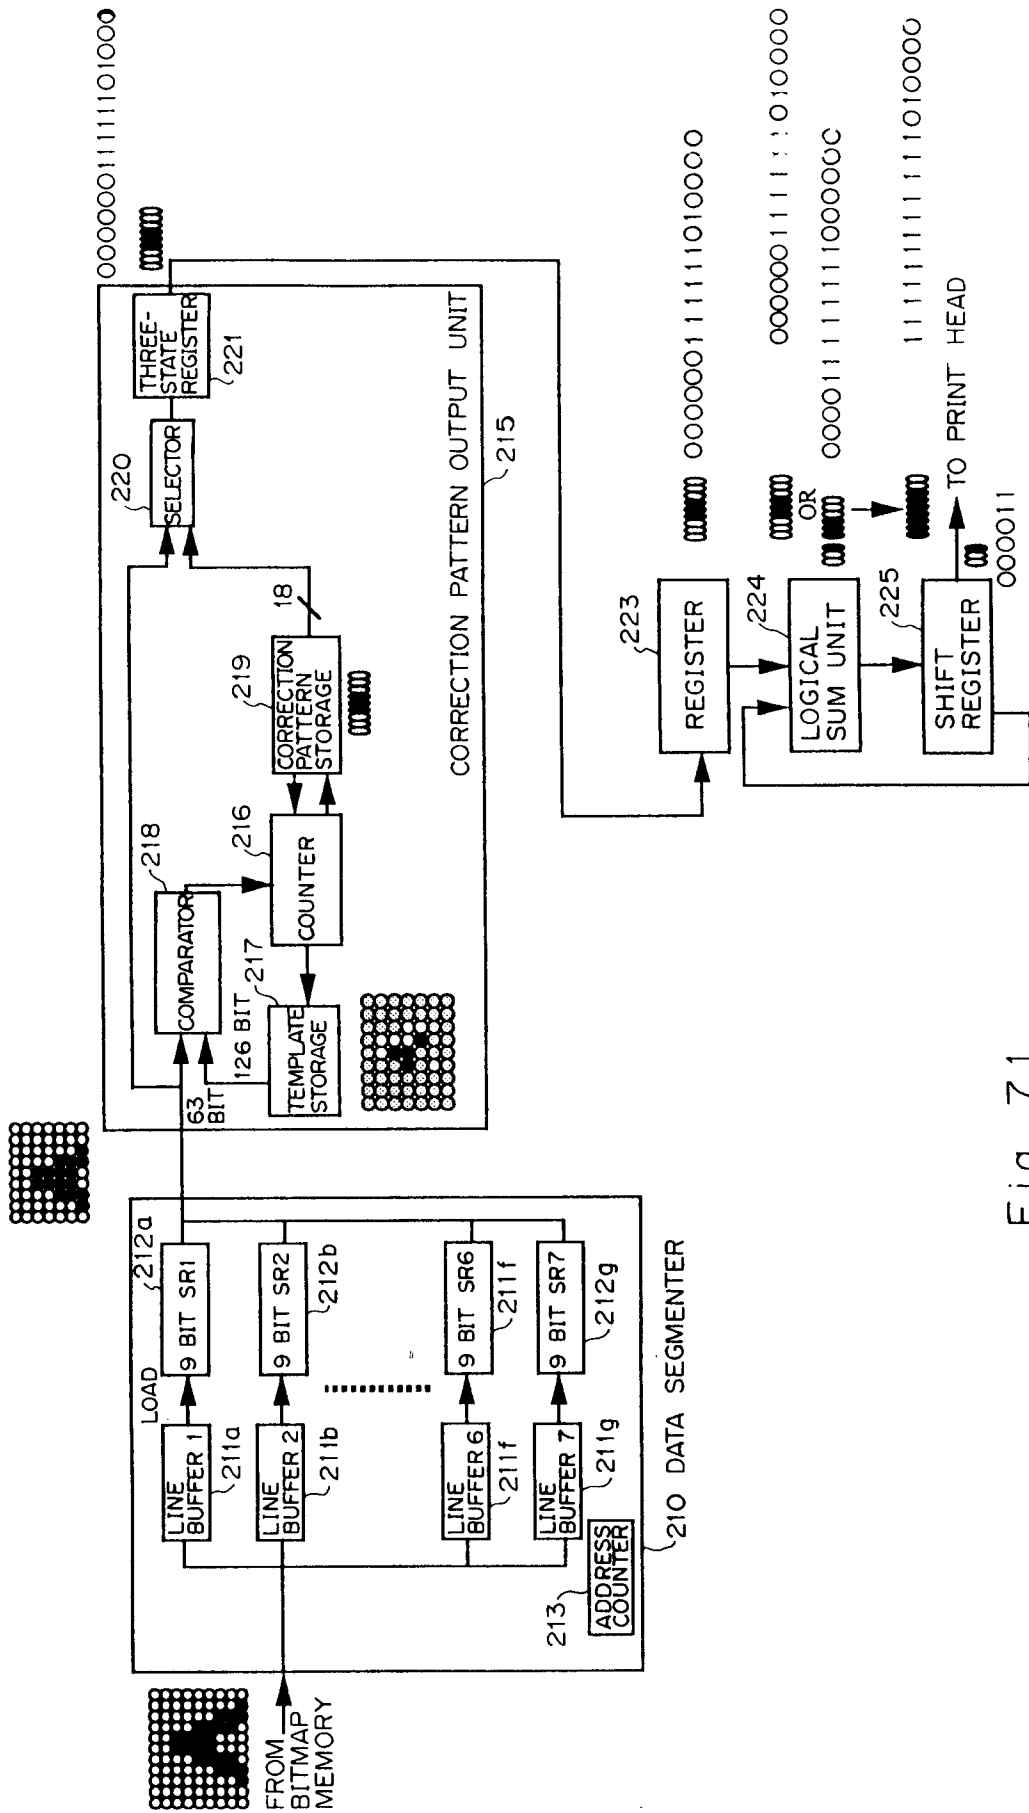 FROM
BITMAP
MEMORY
LINE
BUFFER 1
211a
LOAD
9 BIT SR1
212a
LINE
BUFFER 2
211b
9 BIT SR2
212b
LINE
BUFFER 6
211f
9 BIT SR6
211f
LINE
BUFFER 7
211g
9 BIT SR7
212g
213
ADDRESS
COUNTER
210 DATA SEGMENTER
63
BIT
COMPARATOR
218
126 BIT
217
TEMPLATE
STORAGE
216
COUNTER
219
CORRECTION
PATTERN
STORAGE
18
220
SELECTOR
THREE-
STATE
REGISTER
221
CORRECTION PATTERN OUTPUT UNIT
215
223
REGISTER
224
LOGICAL
SUM UNIT
225
SHIFT
REGISTER
OR
TO PRINT HEAD
000011
Fig. 71